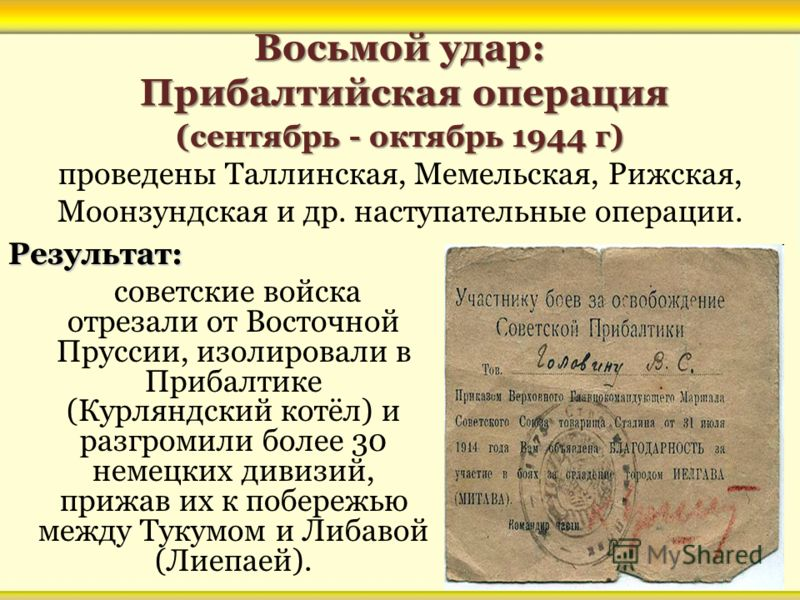 Восьмой удар:
Прибалтийская операция
(сентябрь - октябрь 1944 г)
проведены Таллинская, Мемельская, Рижская,
Моонзундская и др. наступательные операции.
Результат:
советские войска
отрезали от Восточной
Пруссии, изолировали в
Прибалтике
(Курляндский котёл) и
разгромили более 30
немецких дивизий,
прижав их к побережью
между Тукумом и Либавой
(Лиепаей).
Участнику боев за освобождение
Советской Прибалтики
Тов. Головину В. С.
Приказом Верховного Главнокомандующего Маршала
Советского Союза товарища Сталина от 31 июля
1944 года Вам объявлена БЛАГОДАРНОСТЬ за
участие в боях за овладение городом ИЕЛГАВА
(МИТАВА).
Командир части
MyShared